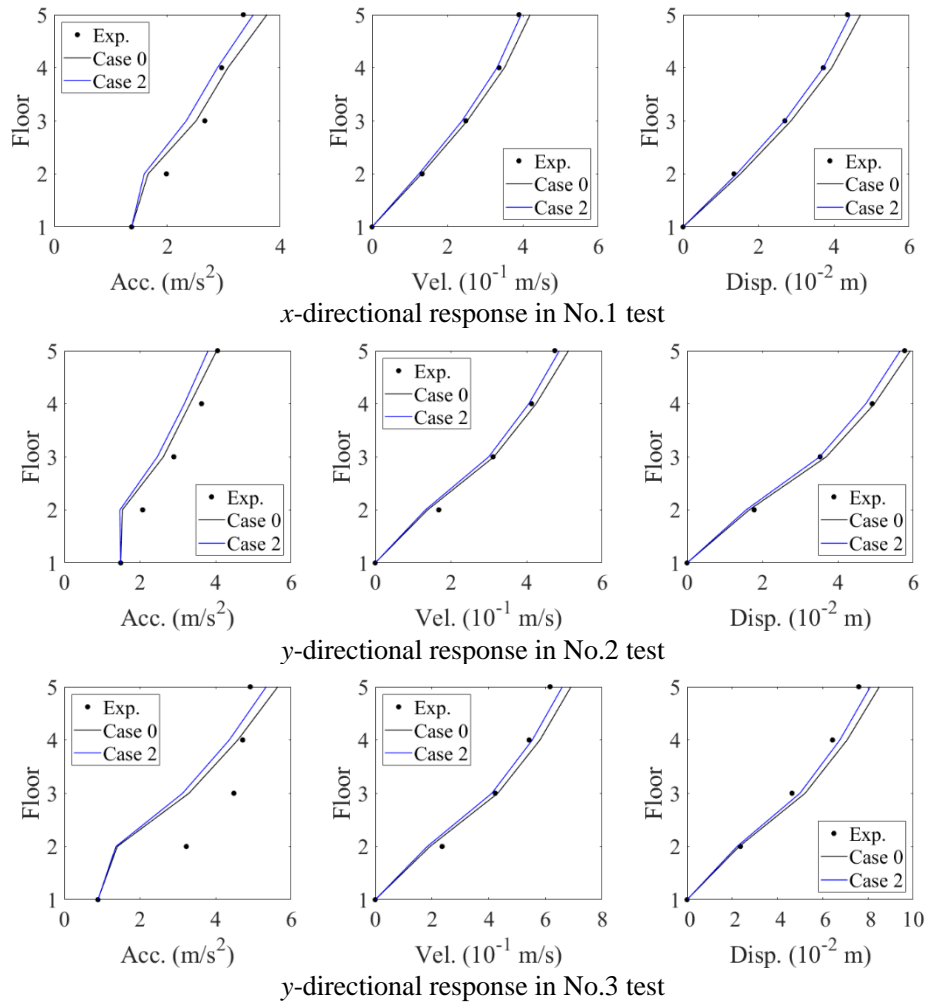 5
4
3
2
1
Floor
Exp.
Case 0
Case 2
0 2 4
Acc. (m/s²)
5
4
3
2
1
Floor
Exp.
Case 0
Case 2
0 2 4 6
Vel. (10⁻¹ m/s)
5
4
3
2
1
Floor
Exp.
Case 0
Case 2
0 2 4 6
Disp. (10⁻² m)
x-directional response in No.1 test
5
4
3
2
1
Floor
Exp.
Case 0
Case 2
0 2 4 6
Acc. (m/s²)
5
4
3
2
1
Floor
Exp.
Case 0
Case 2
0 2 4 6
Vel. (10⁻¹ m/s)
5
4
3
2
1
Floor
Exp.
Case 0
Case 2
0 2 4 6
Disp. (10⁻² m)
y-directional response in No.2 test
5
4
3
2
1
Floor
Exp.
Case 0
Case 2
0 2 4 6
Acc. (m/s²)
5
4
3
2
1
Floor
Exp.
Case 0
Case 2
0 2 4 6 8
Vel. (10⁻¹ m/s)
5
4
3
2
1
Floor
Exp.
Case 0
Case 2
0 2 4 6 8 10
Disp. (10⁻² m)
y-directional response in No.3 test